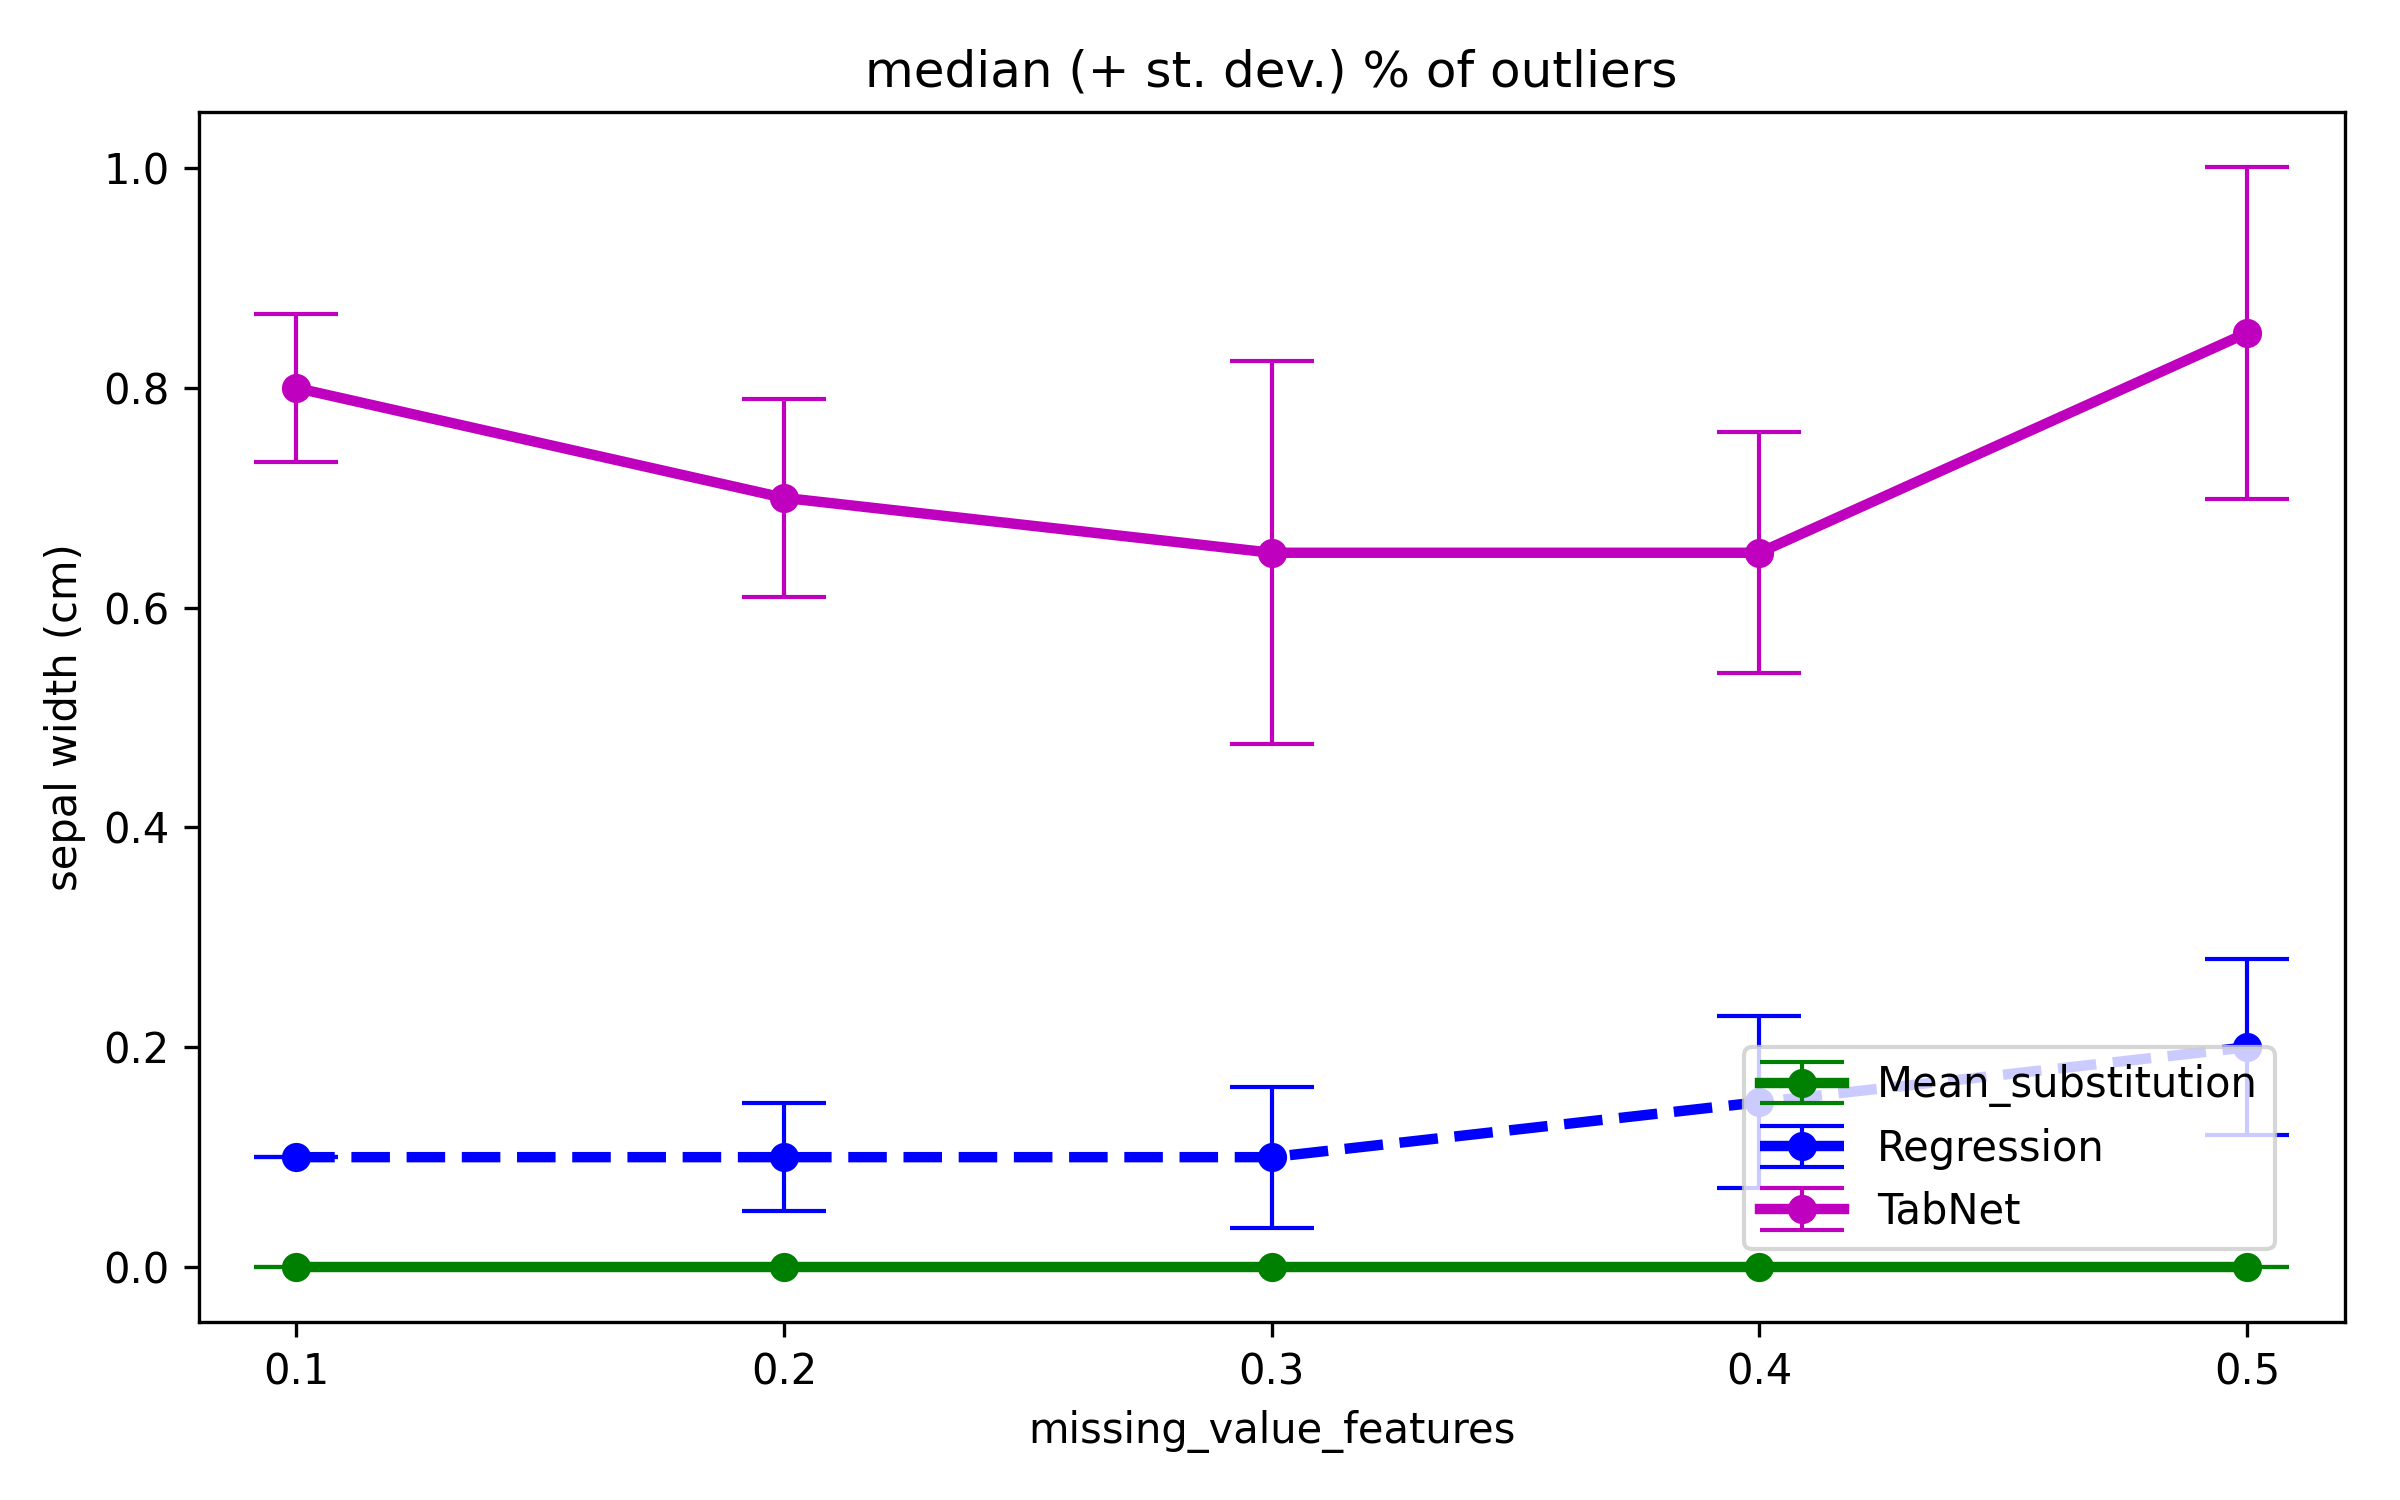 median (+ st. dev.) % of outliers
1.0
0.8
0.6
0.4
0.2
0.0
sepal width (cm)
Mean_substitution
Regression
TabNet
0.1 0.2 0.3 0.4 0.5
missing_value_features